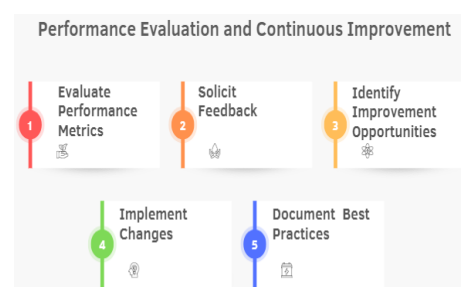 Performance Evaluation and Continuous Improvement
1
Evaluate
Performance
Metrics
2
Solicit
Feedback
3
Identify
Improvement
Opportunities
4
Implement
Changes
5
Document Best
Practices